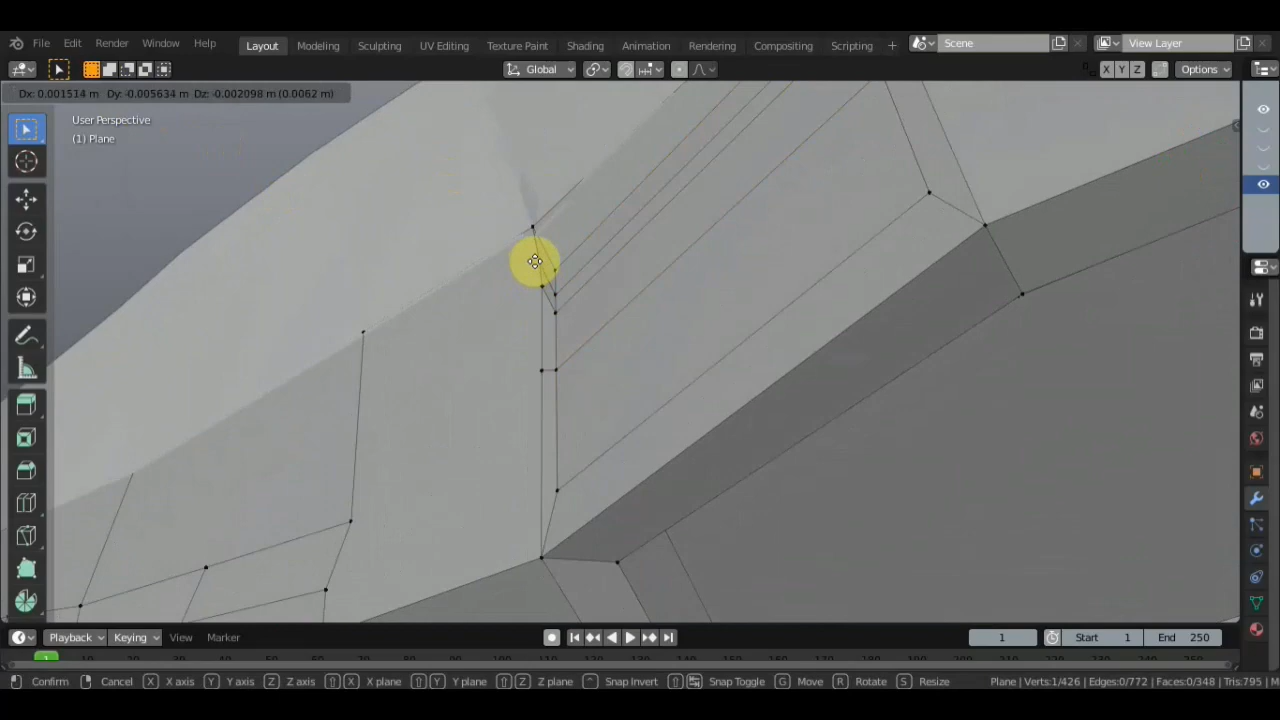 File Edit Render Window Help Layout Modeling Sculpting UV Editing Texture Paint Shading Animation Rendering Compositing Scripting + Scene View Layer
Global X Y Z Options
Dx: 0.001514 m Dy: -0.005634 m Dz: -0.002098 m (0.0062 m)
User Perspective
(1) Plane
Playback Keying View Marker 1 Start 1 End 250
1
Confirm Cancel X X axis Y Y axis Z Z axis X X plane Y Y plane Z Z plane Snap Invert Snap Toggle G Move R Rotate S Resize Plane | Verts:1/426 | Edges:0/772 | Faces:0/348 | Tris:795 | M